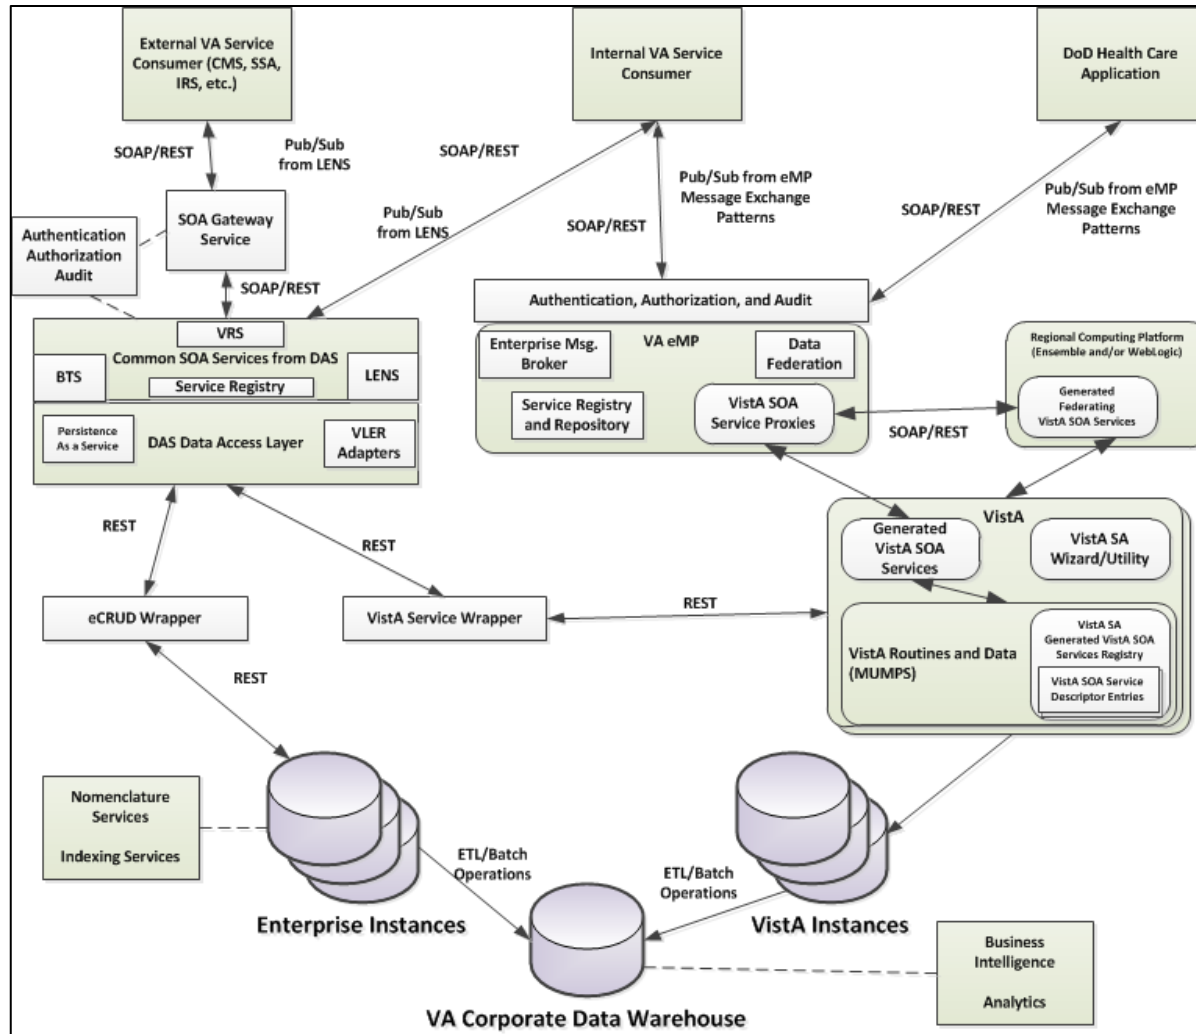 External VA Service
Consumer (CMS, SSA,
IRS, etc.)
Internal VA Service
Consumer
DoD Health Care
Application
SOAP/REST
Pub/Sub
from LENS
SOAP/REST
Pub/Sub from eMP
Message Exchange
Patterns
Pub/Sub from eMP
Message Exchange
Patterns
SOAP/REST
SOA Gateway
Service
Pub/Sub
from LENS
SOAP/REST
Authentication
Authorization
Audit
SOAP/REST
Authentication, Authorization, and Audit
VRS
Common SOA Services from DAS
BTS
LENS
Service Registry
Persistence
As a Service
DAS Data Access Layer
VLER
Adapters
VA eMP
Enterprise Msg.
Broker
Data
Federation
Service Registry
and Repository
VistA SOA
Service Proxies
Regional Computing Platform
(Ensemble and/or WebLogic)
Generated
Federating
VistA SOA Services
SOAP/REST
REST
REST
VistA
Generated
VistA SOA
Services
VistA SA
Wizard/Utility
eCRUD Wrapper
VistA Service Wrapper
REST
VistA Routines and Data
(MUMPS)
VistA SA
Generated VistA SOA
Services Registry
VistA SOA Service
Descriptor Entries
REST
Nomenclature
Services
Indexing Services
ETL/Batch
Operations
ETL/Batch
Operations
Enterprise Instances
VistA Instances
Business
Intelligence
Analytics
VA Corporate Data Warehouse